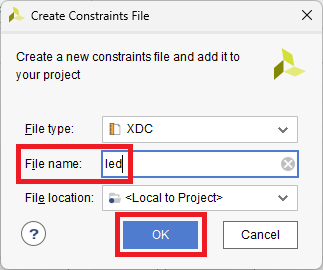 Create Constraints File
Create a new constraints file and add it to
your project
File type: XDC
File name: led
File location: <Local to Project>
? OK Cancel